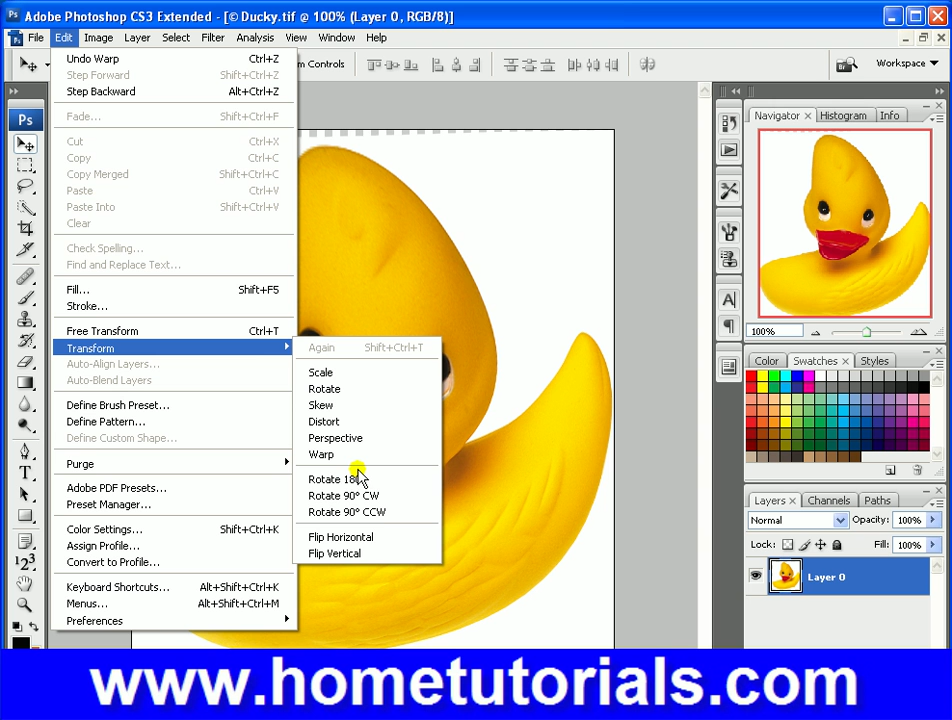 Adobe Photoshop CS3 Extended - [© Ducky.tif @ 100% (Layer 0, RGB/8)]
File Edit Image Layer Select Filter Analysis View Window Help
m Controls Workspace
Undo Warp Ctrl+Z
Step Forward Shift+Ctrl+Z
Step Backward Alt+Ctrl+Z
Fade... Shift+Ctrl+F
Cut Ctrl+X
Copy Ctrl+C
Copy Merged Shift+Ctrl+C
Paste Ctrl+V
Paste Into Shift+Ctrl+V
Clear
Check Spelling...
Find and Replace Text...
Fill... Shift+F5
Stroke...
Free Transform Ctrl+T
Transform
Auto-Align Layers...
Auto-Blend Layers
Define Brush Preset...
Define Pattern...
Define Custom Shape...
Purge
Adobe PDF Presets...
Preset Manager...
Color Settings... Shift+Ctrl+K
Assign Profile...
Convert to Profile...
Keyboard Shortcuts... Alt+Shift+Ctrl+K
Menus... Alt+Shift+Ctrl+M
Preferences
Again Shift+Ctrl+T
Scale
Rotate
Skew
Distort
Perspective
Warp
Rotate 180°
Rotate 90° CW
Rotate 90° CCW
Flip Horizontal
Flip Vertical
Navigator Histogram Info
100%
Color Swatches Styles
Layers Channels Paths
Normal Opacity: 100%
Lock: Fill: 100%
Layer 0
www.hometutorials.com